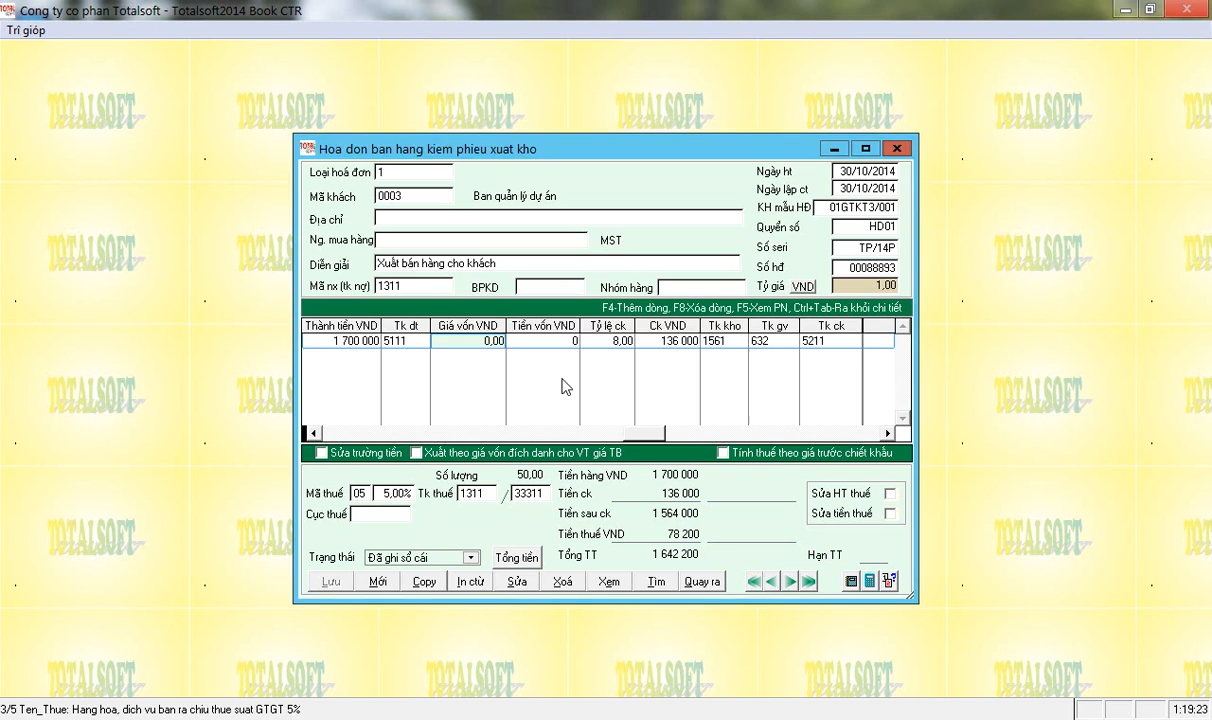 Cong ty co phan Totalsoft - Totalsoft2014 Book CTR
Trî gióp
TOTALSOFT TOTALSOFT TOTALSOFT TOTALSOFT TOTALSOFT TOTALSOFT
Hoa don ban hang kiem phieu xuat kho
Loại hoá đơn 1 Ngày ht 30/10/2014
Ngày lập ct 30/10/2014
Mã khách 0003 Ban quản lý dự án
KH mẫu HĐ 01GTKT3/001
Địa chỉ Quyển số HD01
Ng. mua hàng MST Số seri TP/14P
Diễn giải Xuất bán hàng cho khách Số hđ 00088893
Mã nx (tk nợ) 1311 BPKD Nhóm hàng Tỷ giá VND 1,00
F4-Thêm dòng, F8-Xóa dòng, F5-Xem PN, Ctrl+Tab-Ra khỏi chi tiết
Thành tiền VND Tk dt Giá vốn VND Tiền vốn VND Tỷ lệ ck Ck VND Tk kho Tk gv Tk ck
1 700 000 5111 0,00 0 8,00 136 000 1561 632 5211
Sửa trường tiền Xuất theo giá vốn đích danh cho VT giá TB Tính thuế theo giá trước chiết khấu
Số lượng 50,00 Tiền hàng VND 1 700 000
Mã thuế 05 5,00% Tk thuế 1311 / 33311 Tiền ck 136 000 Sửa HT thuế
Cục thuế Tiền sau ck 1 564 000 Sửa tiền thuế
Tiền thuế VND 78 200
Trạng thái Đã ghi sổ cái Tổng tiền Tổng TT 1 642 200 Hạn TT
Lưu Mới Copy In ctừ Sửa Xoá Xem Tìm Quay ra
3/5 Ten_Thue: Hang hoa, dich vu ban ra chiu thue suat GTGT 5% 1:19:23